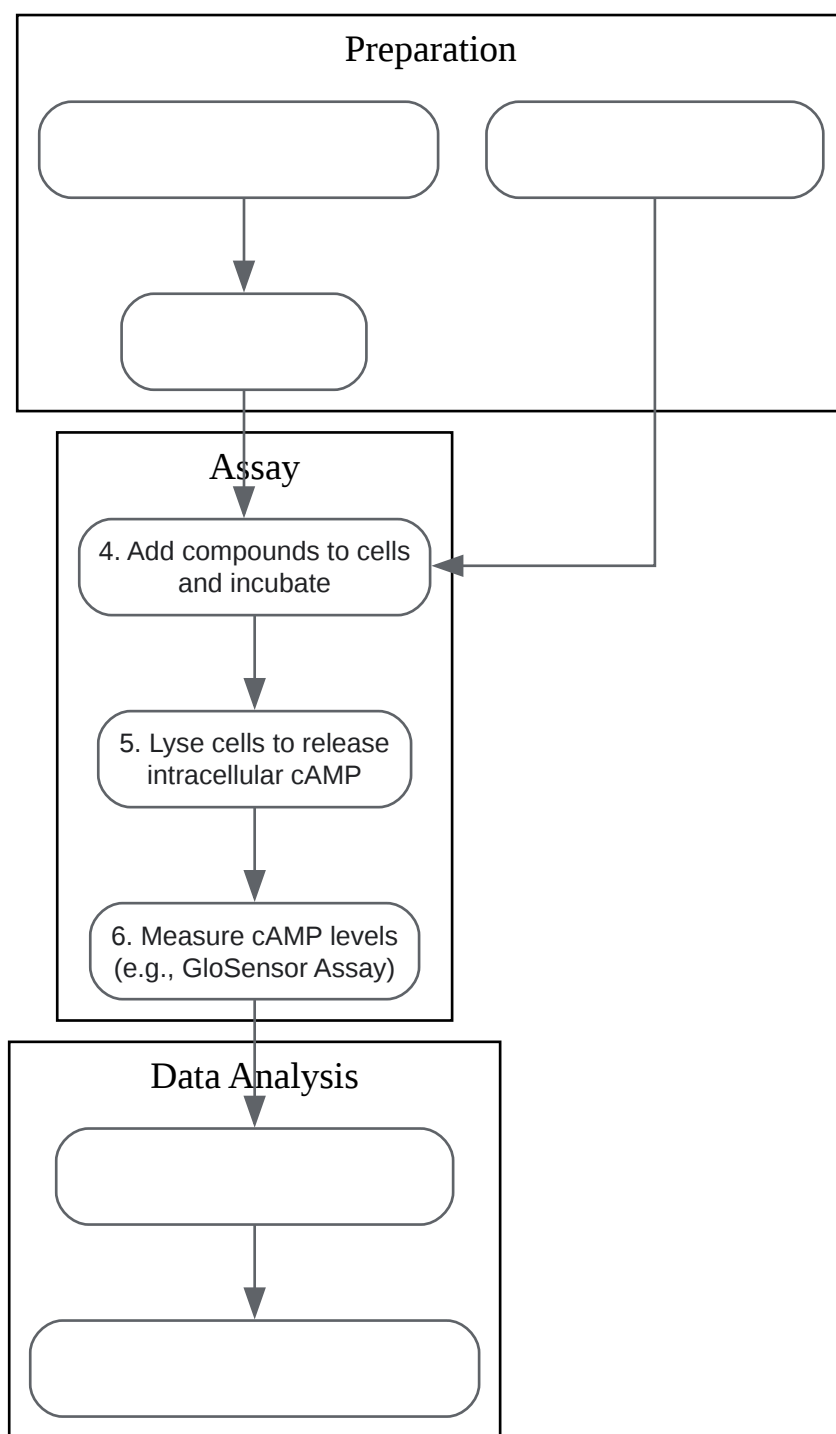 Preparation
Assay
4. Add compounds to cells
and incubate
5. Lyse cells to release
intracellular cAMP
6. Measure cAMP levels
(e.g., GloSensor Assay)
Data Analysis